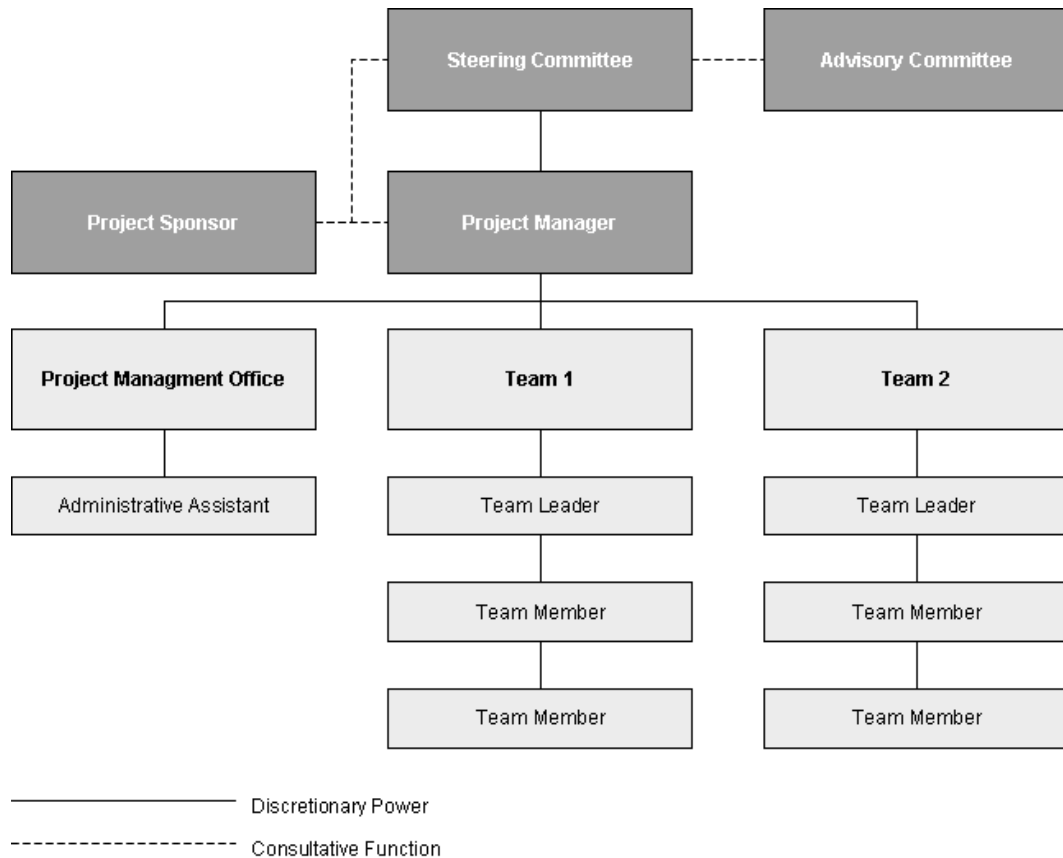 Steering Committee
Advisory Committee
Project Sponsor
Project Manager
Project Managment Office
Team 1
Team 2
Administrative Assistant
Team Leader
Team Leader
Team Member
Team Member
Team Member
Team Member
Discretionary Power
Consultative Function